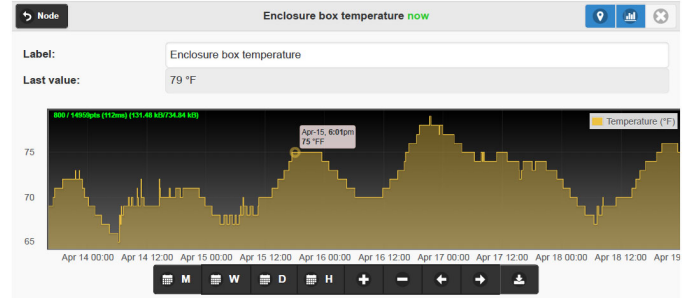 Node
Enclosure box temperature now
Label:
Enclosure box temperature
Last value:
79 °F
800 / 14959pts (112ms) (131.48 kB/734.84 kB)
Temperature (°F)
Apr-15, 6:01pm
75 °FF
75
70
65
Apr 14 00:00 Apr 14 12:00 Apr 15 00:00 Apr 15 12:00 Apr 16 00:00 Apr 16 12:00 Apr 17 00:00 Apr 17 12:00 Apr 18 00:00 Apr 18 12:00 Apr 19
M W D H